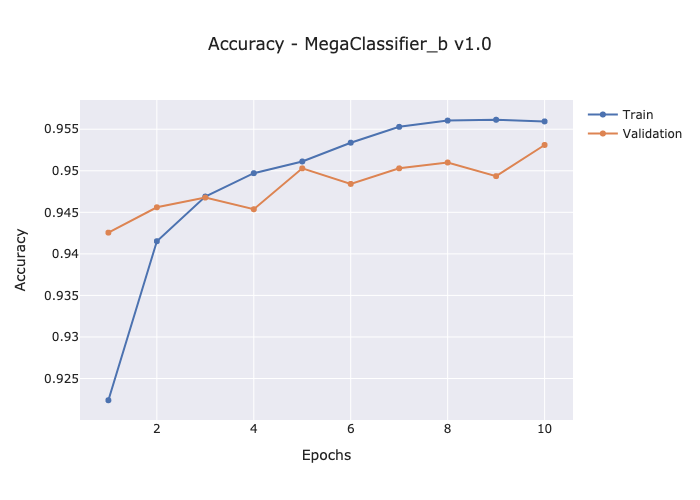 Accuracy - MegaClassifier_b v1.0
Train
Validation
0.955
0.95
0.945
0.94
0.935
0.93
0.925
Accuracy
2
4
6
8
10
Epochs